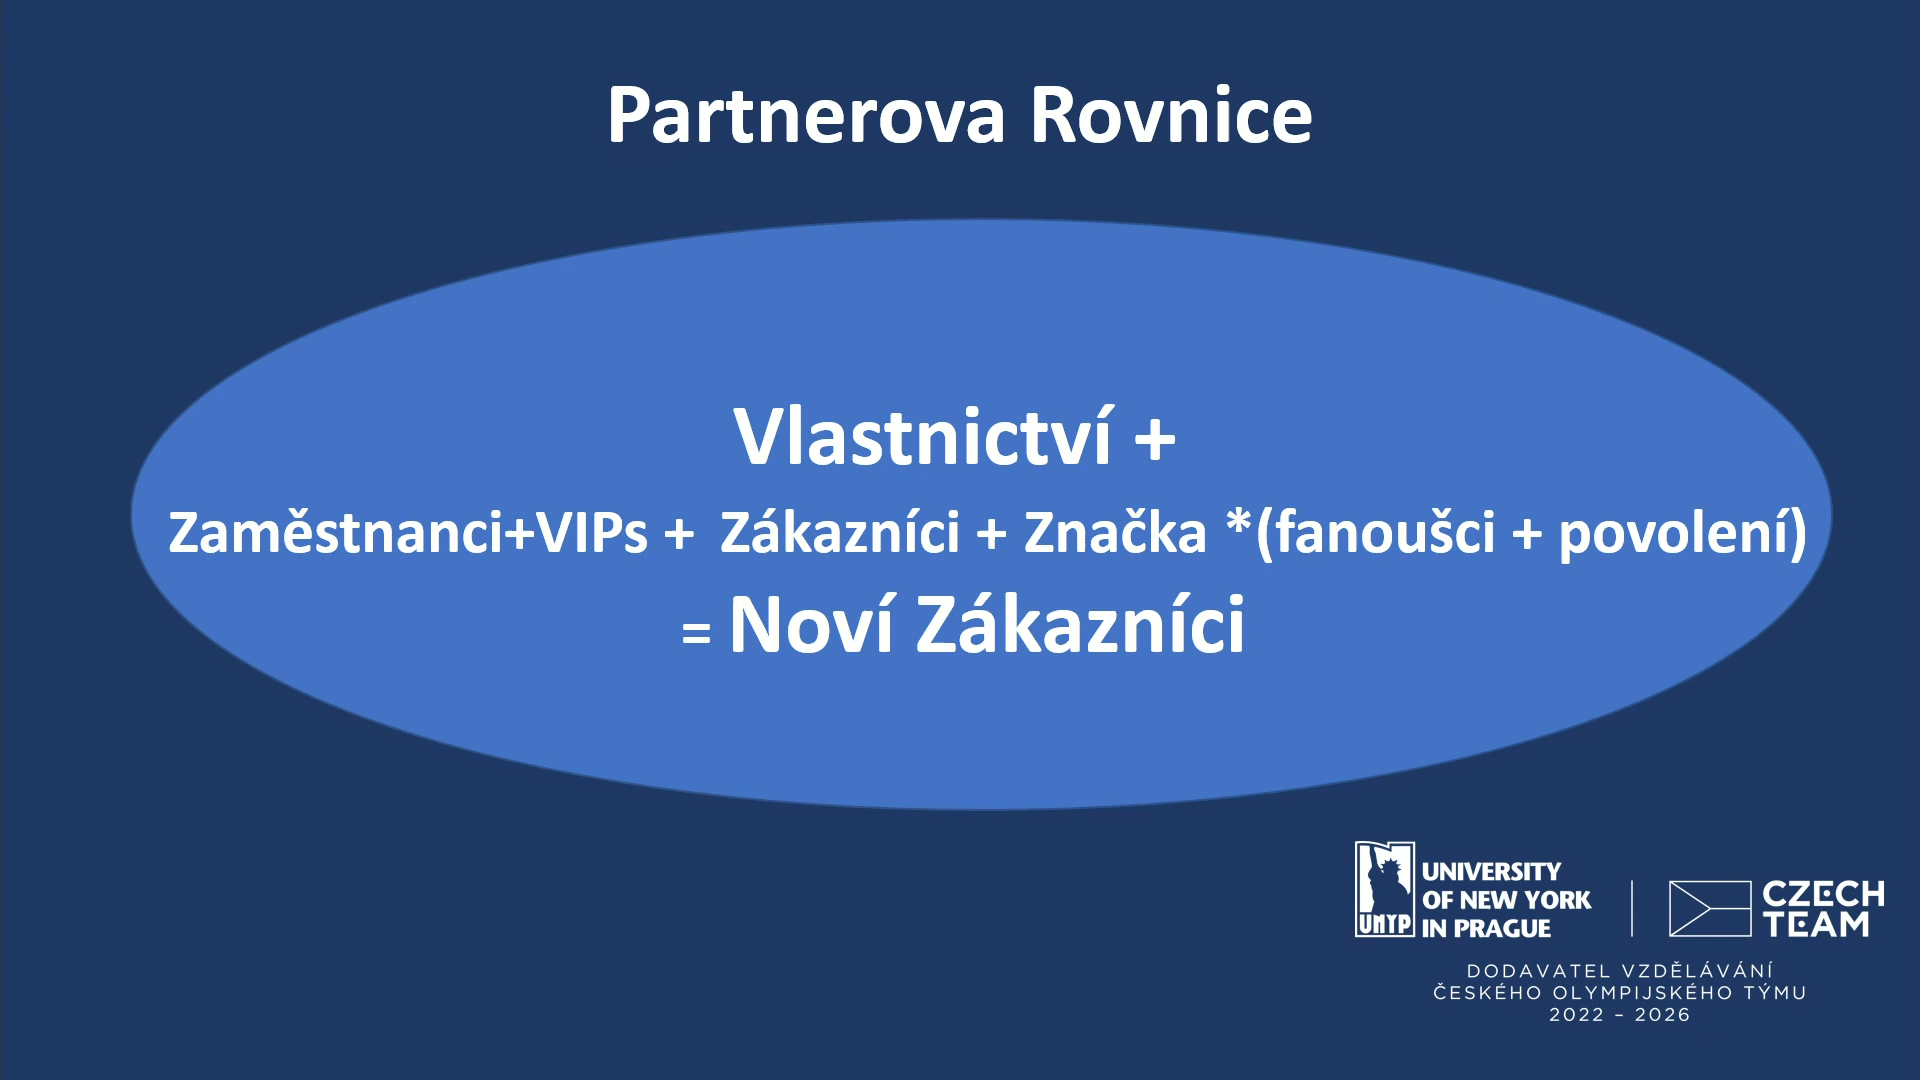 Partnerova Rovnice
Vlastnictví +
Zaměstnanci+VIPs + Zákazníci + Značka *(fanoušci + povolení)
= Noví Zákazníci
UNYP
UNIVERSITY
OF NEW YORK
IN PRAGUE
CZECH
TEAM
DODAVATEL VZDĚLÁVÁNÍ
ČESKÉHO OLYMPIJSKÉHO TÝMU
2022 – 2026